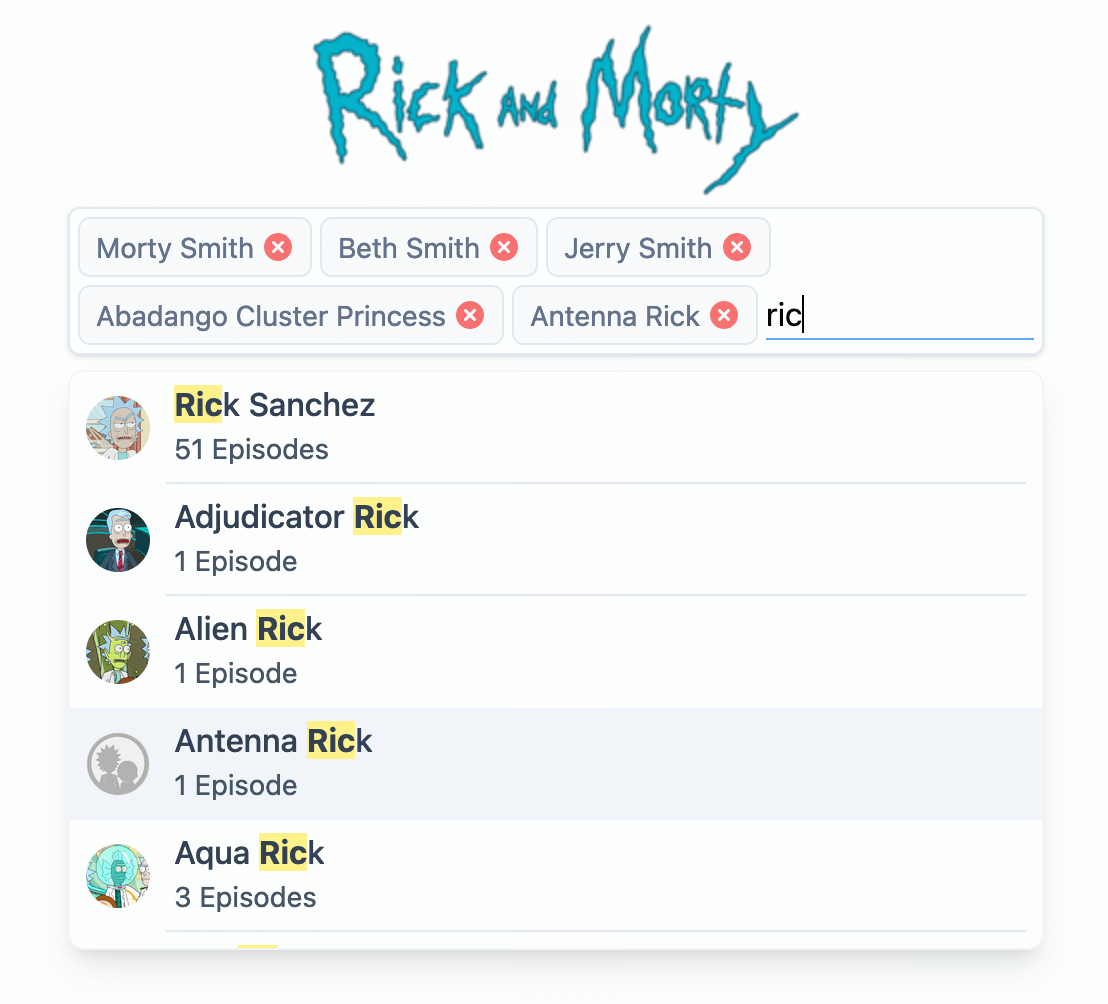 Rick and Morty
Morty Smith Beth Smith Jerry Smith
Abadango Cluster Princess Antenna Rick ric
Rick Sanchez
51 Episodes
Adjudicator Rick
1 Episode
Alien Rick
1 Episode
Antenna Rick
1 Episode
Aqua Rick
3 Episodes